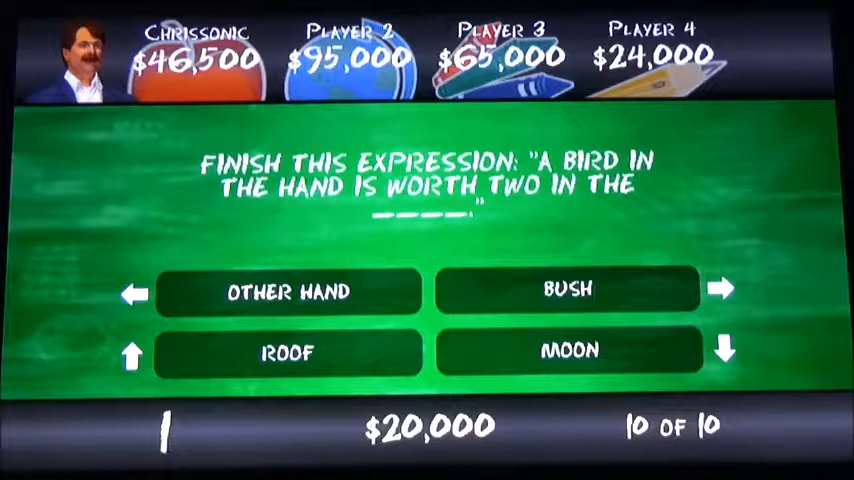 CHRISSONIC PLAYER 2 PLAYER 3 PLAYER 4
$46,500 $95,000 $65,000 $24,000
FINISH THIS EXPRESSION: "A BIRD IN
THE HAND IS WORTH TWO IN THE
____."
OTHER HAND BUSH
ROOF MOON
1 $20,000 10 OF 10